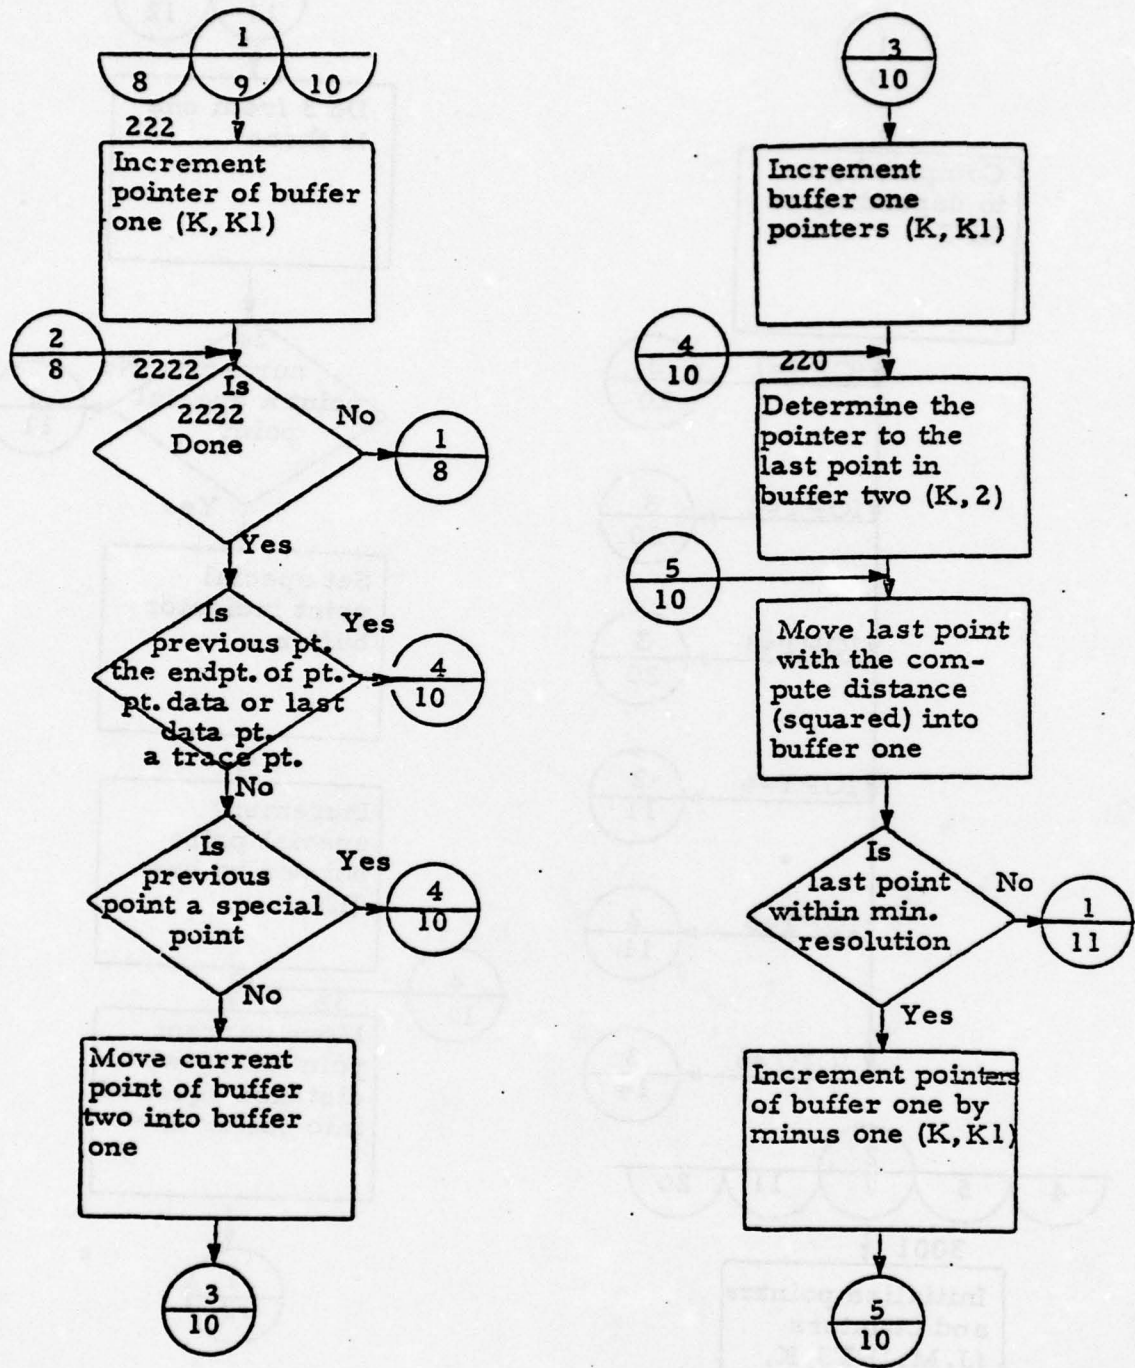 1
8 9 10
222
Increment
pointer of buffer
one (K, K1)
2
8
2222
Is
2222
Done
No
1
8
Yes
Is
previous pt.
the endpt. of pt.-
pt. data or last
data pt.
a trace pt.
Yes
4
10
No
Is
previous
point a special
point
Yes
4
10
No
Move current
point of buffer
two into buffer
one
3
10
3
10
Increment
buffer one
pointers (K, K1)
4
10
220
Determine the
pointer to the
last point in
buffer two (K, 2)
5
10
Move last point
with the com-
pute distance
(squared) into
buffer one
Is
last point
within min.
resolution
No
1
11
Yes
Increment pointers
of buffer one by
minus one (K, K1)
5
10